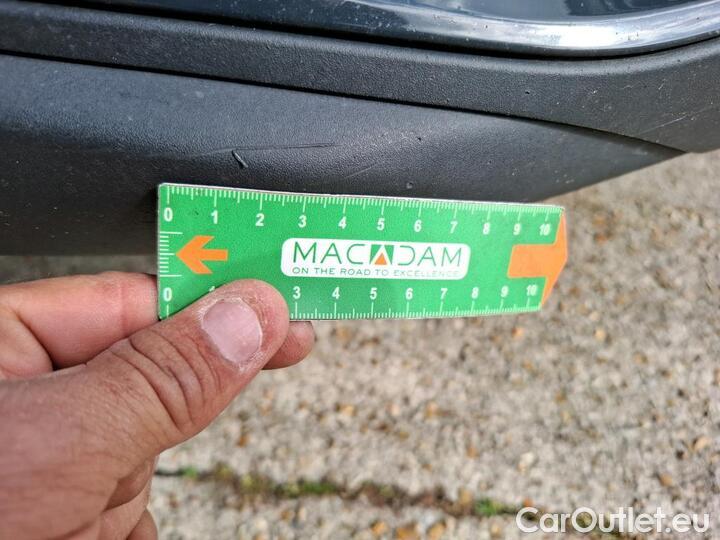 0 1 2 3 4 5 6 7 8 9 10
MACADAM
ON THE ROAD TO EXCELLENCE
0 1 3 4 5 6 7 8 9 10
CarOutlet.eu